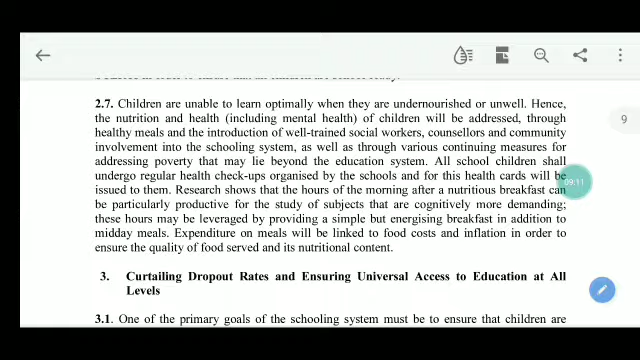 2.7. Children are unable to learn optimally when they are undernourished or unwell. Hence,
the nutrition and health (including mental health) of children will be addressed, through
healthy meals and the introduction of well-trained social workers, counsellors and community
involvement into the schooling system, as well as through various continuing measures for
addressing poverty that may lie beyond the education system. All school children shall
undergo regular health check-ups organised by the schools and for this health cards will be
issued to them. Research shows that the hours of the morning after a nutritious breakfast can
be particularly productive for the study of subjects that are cognitively more demanding;
these hours may be leveraged by providing a simple but energising breakfast in addition to
midday meals. Expenditure on meals will be linked to food costs and inflation in order to
ensure the quality of food served and its nutritional content.
3. Curtailing Dropout Rates and Ensuring Universal Access to Education at All
Levels
3.1. One of the primary goals of the schooling system must be to ensure that children are
9
09:11